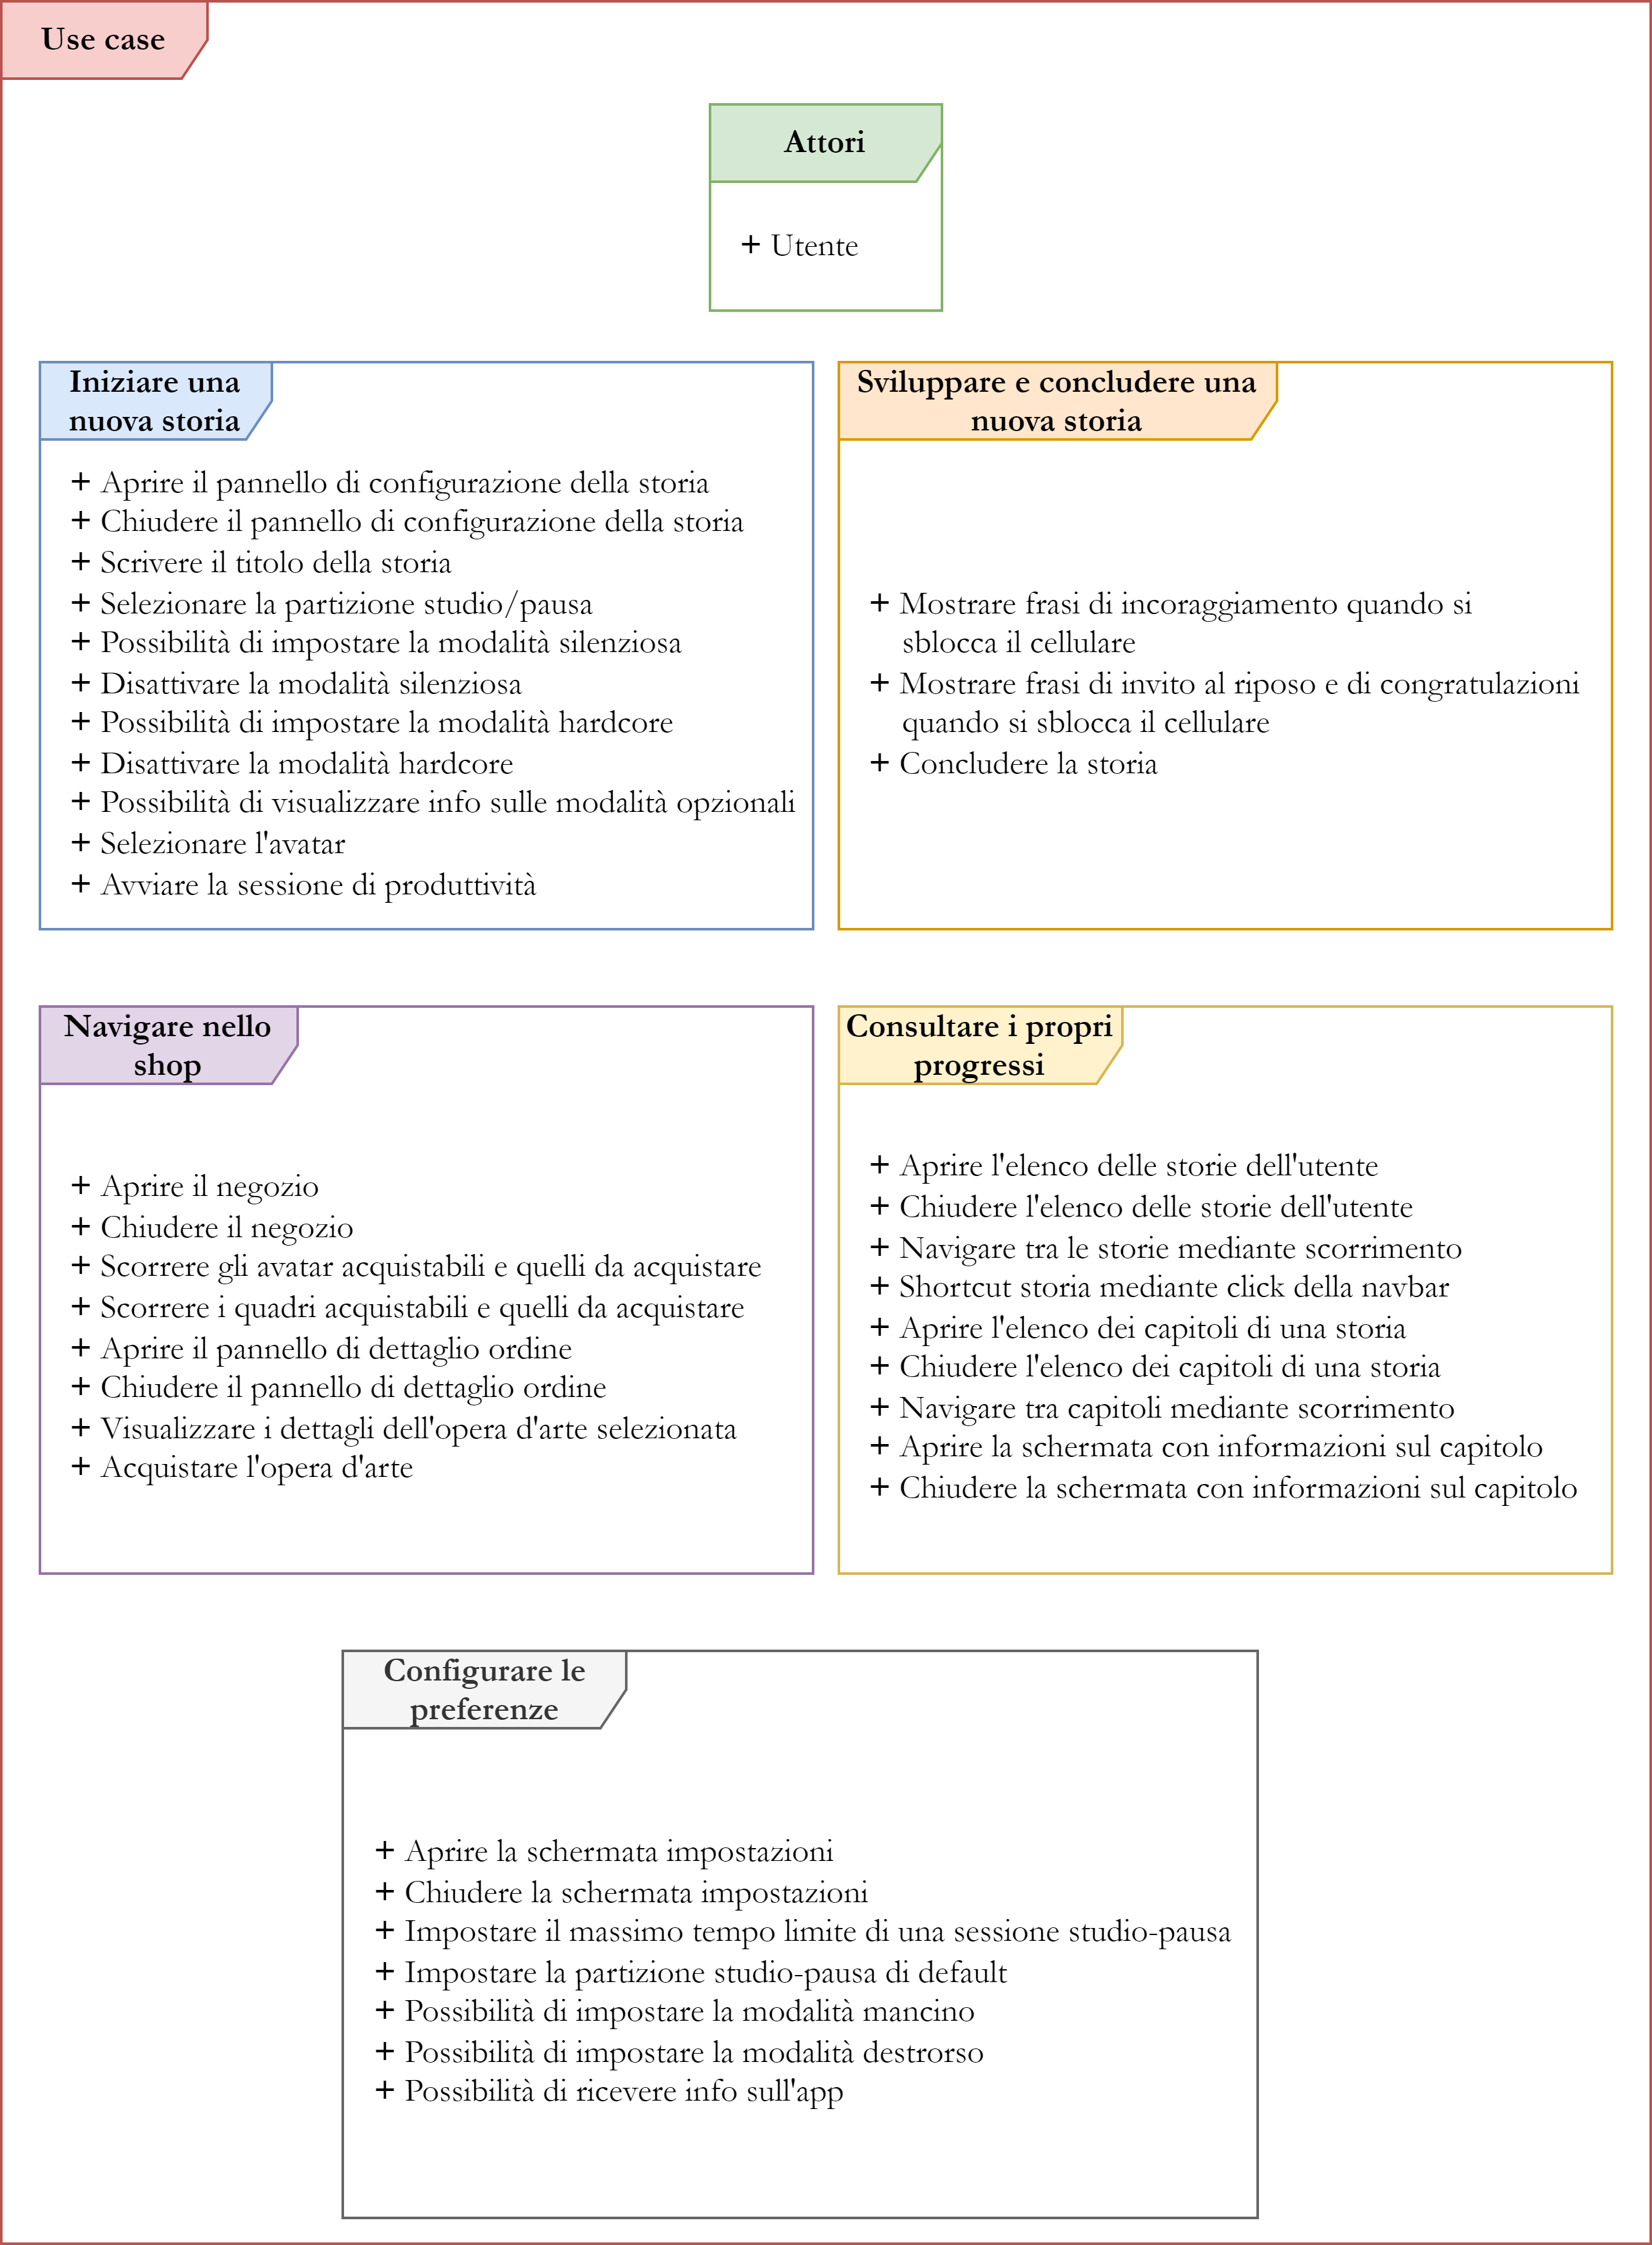 Use case
Attori
+ Utente
Iniziare una
nuova storia
+ Aprire il pannello di configurazione della storia
+ Chiudere il pannello di configurazione della storia
+ Scrivere il titolo della storia
+ Selezionare la partizione studio/pausa
+ Possibilità di impostare la modalità silenziosa
+ Disattivare la modalità silenziosa
+ Possibilità di impostare la modalità hardcore
+ Disattivare la modalità hardcore
+ Possibilità di visualizzare info sulle modalità opzionali
+ Selezionare l'avatar
+ Avviare la sessione di produttività
Sviluppare e concludere una
nuova storia
+ Mostrare frasi di incoraggiamento quando si
sblocca il cellulare
+ Mostrare frasi di invito al riposo e di congratulazioni
quando si sblocca il cellulare
+ Concludere la storia
Navigare nello
shop
+ Aprire il negozio
+ Chiudere il negozio
+ Scorrere gli avatar acquistabili e quelli da acquistare
+ Scorrere i quadri acquistabili e quelli da acquistare
+ Aprire il pannello di dettaglio ordine
+ Chiudere il pannello di dettaglio ordine
+ Visualizzare i dettagli dell'opera d'arte selezionata
+ Acquistare l'opera d'arte
Consultare i propri
progressi
+ Aprire l'elenco delle storie dell'utente
+ Chiudere l'elenco delle storie dell'utente
+ Navigare tra le storie mediante scorrimento
+ Shortcut storia mediante click della navbar
+ Aprire l'elenco dei capitoli di una storia
+ Chiudere l'elenco dei capitoli di una storia
+ Navigare tra capitoli mediante scorrimento
+ Aprire la schermata con informazioni sul capitolo
+ Chiudere la schermata con informazioni sul capitolo
Configurare le
preferenze
+ Aprire la schermata impostazioni
+ Chiudere la schermata impostazioni
+ Impostare il massimo tempo limite di una sessione studio-pausa
+ Impostare la partizione studio-pausa di default
+ Possibilità di impostare la modalità mancino
+ Possibilità di impostare la modalità destrorso
+ Possibilità di ricevere info sull'app